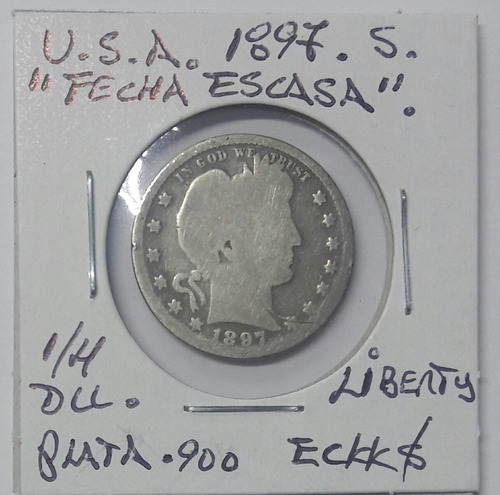 U.S.A. 1897. S.
"FECHA ESCASA".
IN GOD WE TRUST
1897
1/4 LIBERTY
DLL.
PLATA .900 ECKK$